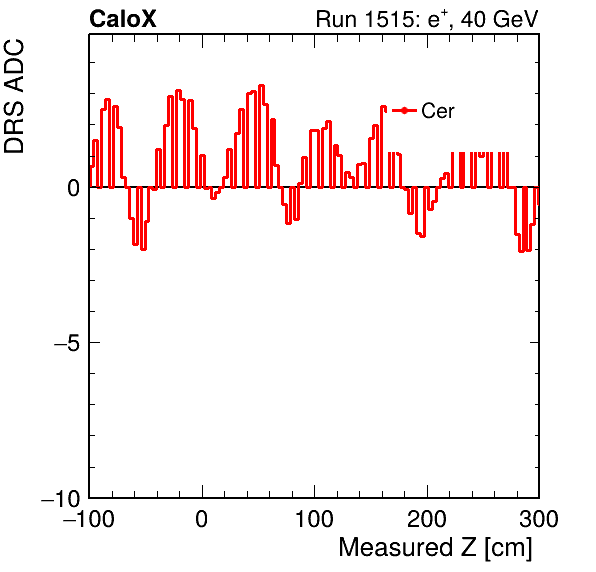 CaloX Run 1515: e⁺, 40 GeV
DRS ADC
Cer
0
−5
−10
−100 0 100 200 300
Measured Z [cm]